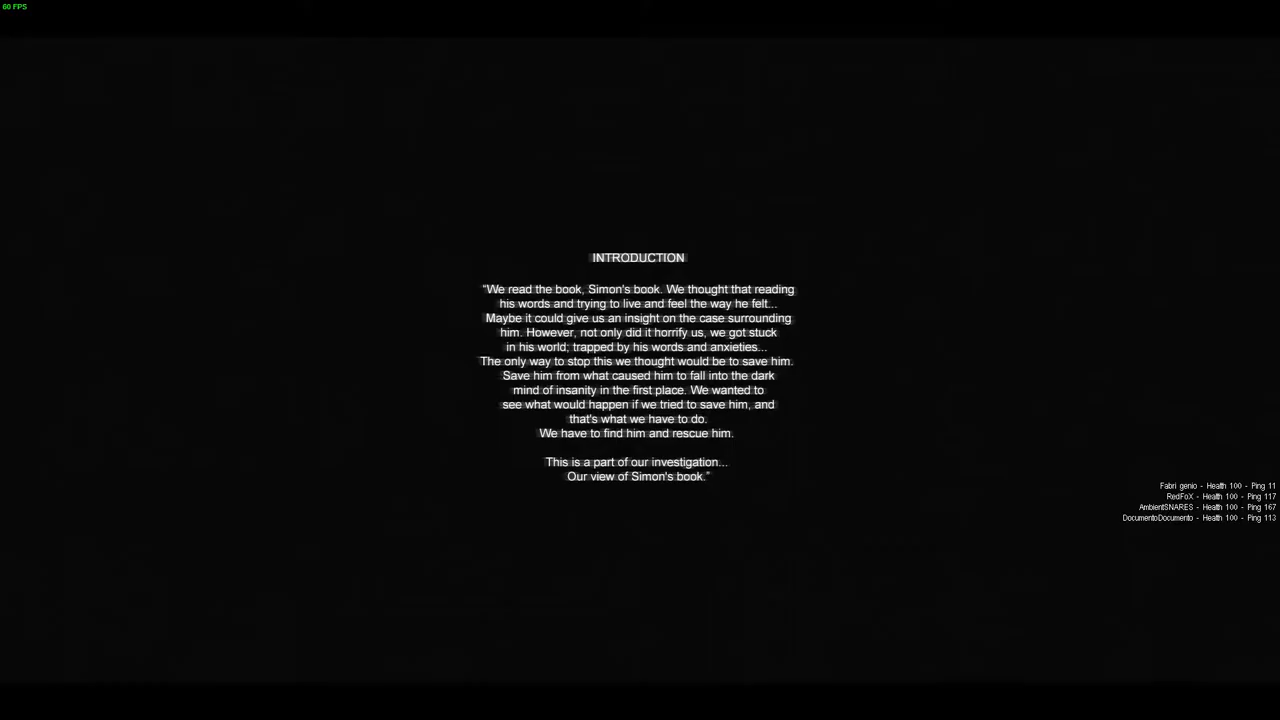 60 FPS
INTRODUCTION
“We read the book, Simon's book. We thought that reading
his words and trying to live and feel the way he felt...
Maybe it could give us an insight on the case surrounding
him. However, not only did it horrify us, we got stuck
in his world; trapped by his words and anxieties...
The only way to stop this we thought would be to save him.
Save him from what caused him to fall into the dark
mind of insanity in the first place. We wanted to
see what would happen if we tried to save him, and
that's what we have to do.
We have to find him and rescue him.
This is a part of our investigation...
Our view of Simon's book.”
Fabri genio - Health 100 - Ping 11
RedFoX - Health 100 - Ping 117
AmbientSNARES - Health 100 - Ping 167
DocumentoDocumento - Health 100 - Ping 113